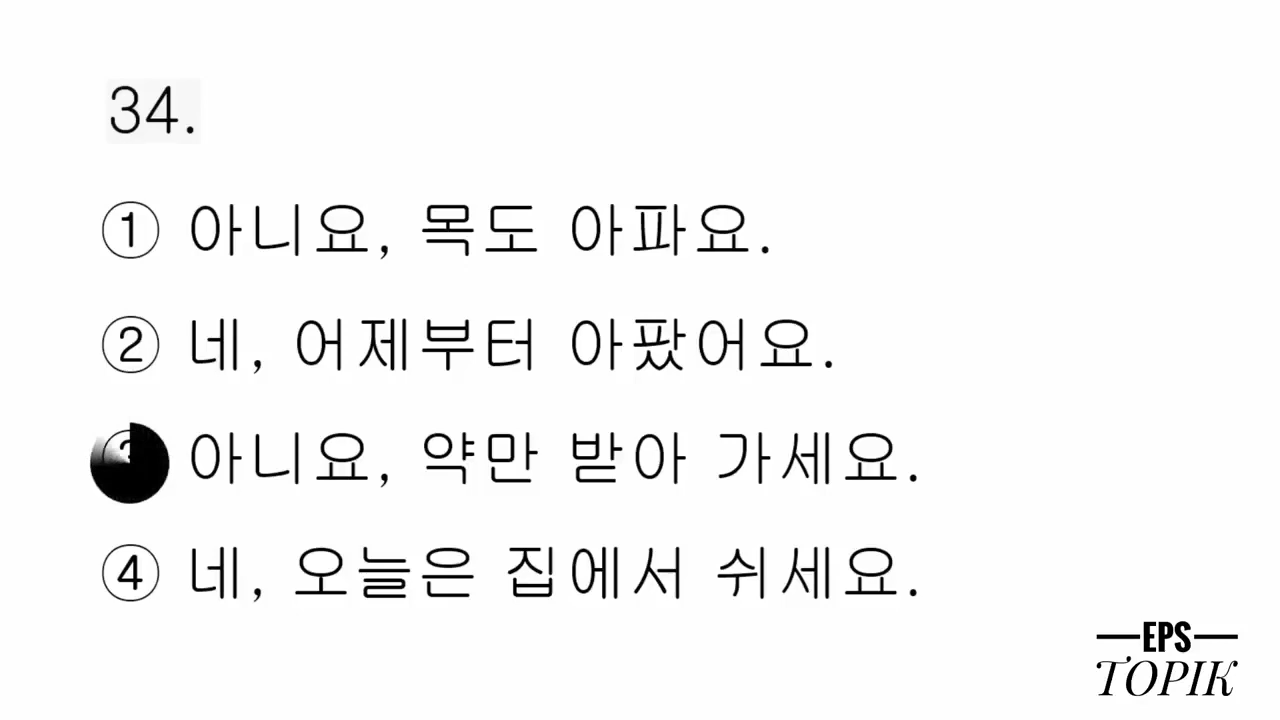 34.
① 아니요, 목도 아파요.
② 네, 어제부터 아팠어요.
아니요, 약만 받아 가세요.
④ 네, 오늘은 집에서 쉬세요.
EPS
TOPIK